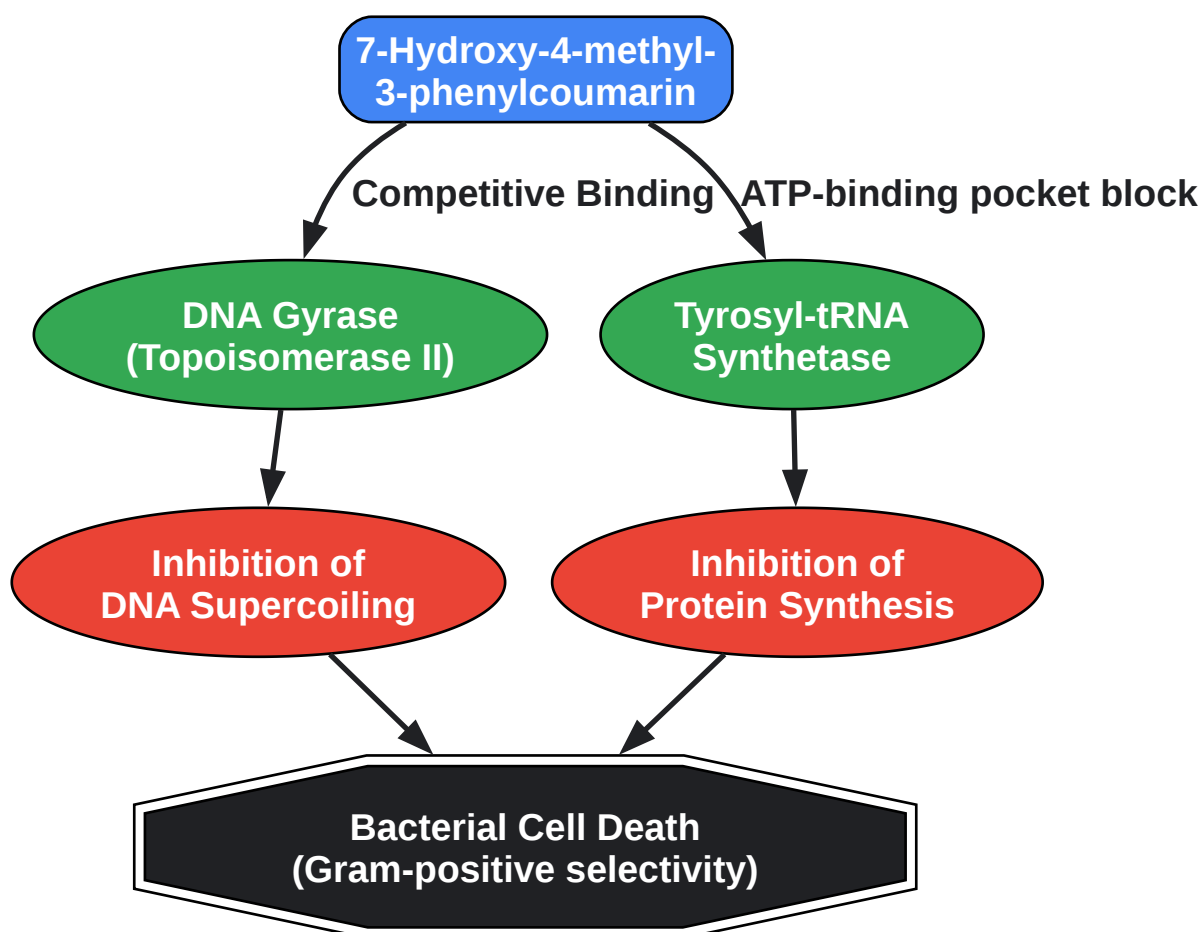 7-Hydroxy-4-methyl-
3-phenylcoumarin
Competitive Binding
ATP-binding pocket block
DNA Gyrase
(Topoisomerase II)
Tyrosyl-tRNA
Synthetase
Inhibition of
DNA Supercoiling
Inhibition of
Protein Synthesis
Bacterial Cell Death
(Gram-positive selectivity)